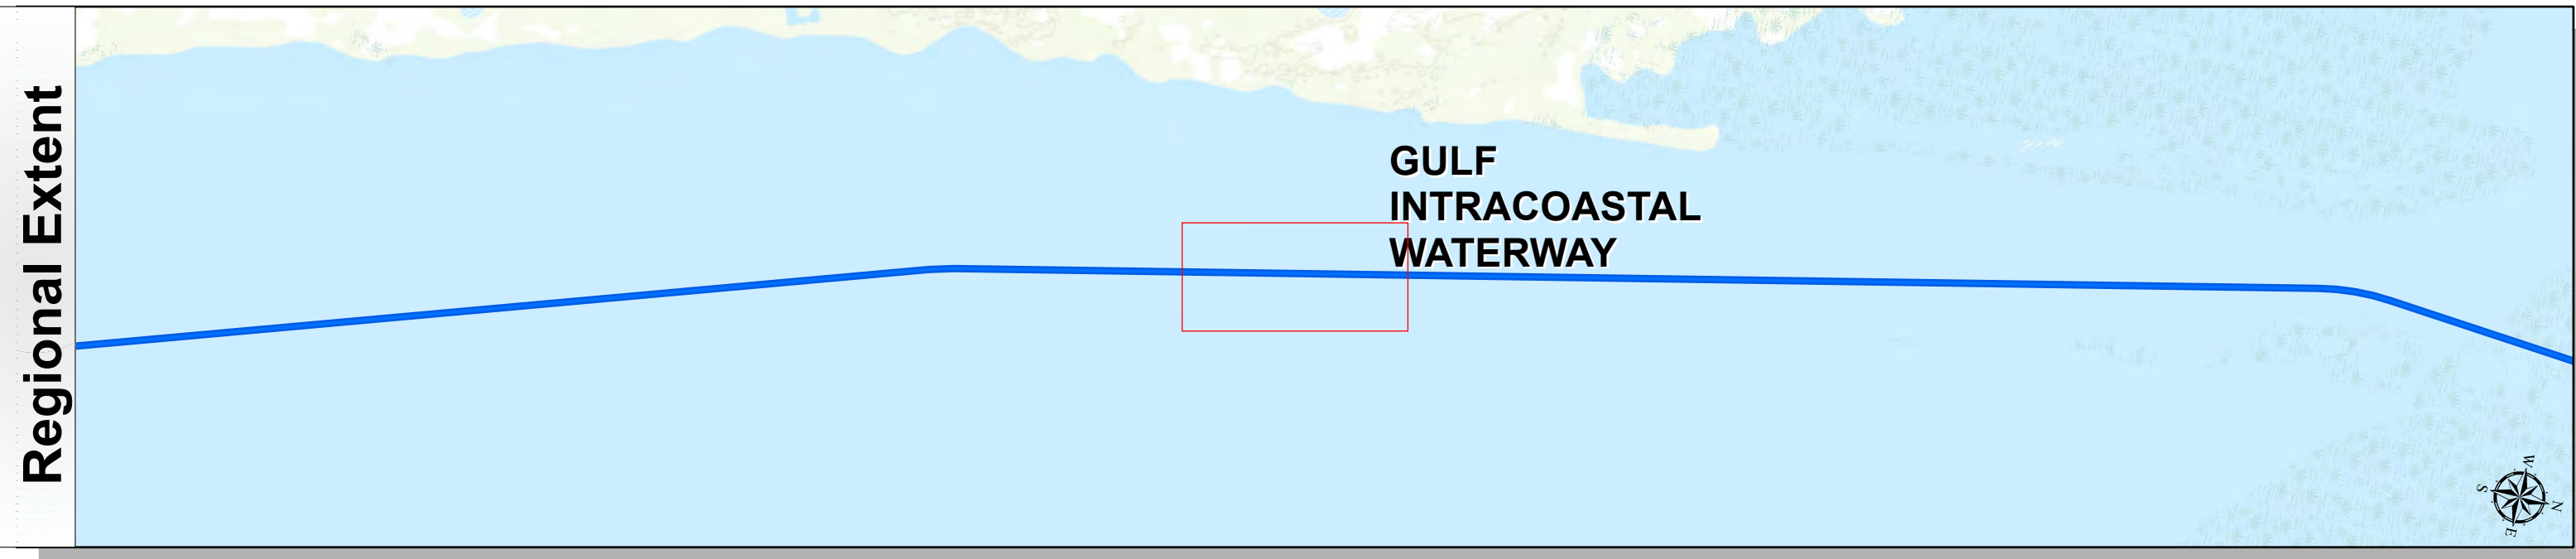 Regional Extent
GULF
INTRACOASTAL
WATERWAY
W
S
N
E